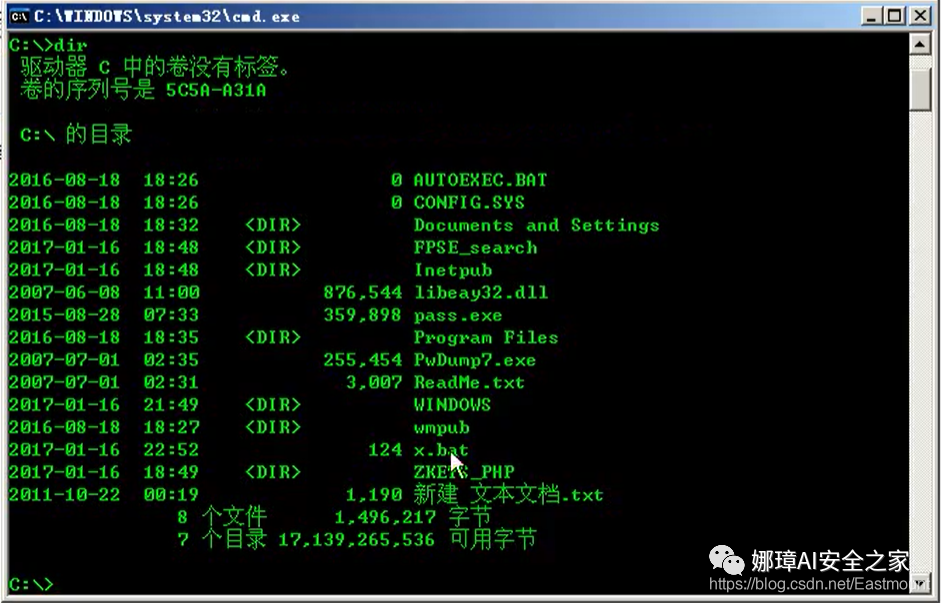 C:\WINDOWS\system32\cmd.exe
C:\>dir
驱动器 C 中的卷没有标签。
卷的序列号是 5C5A-A31A
C:\ 的目录
2016-08-18 18:26 0 AUTOEXEC.BAT
2016-08-18 18:26 0 CONFIG.SYS
2016-08-18 18:32 <DIR> Documents and Settings
2017-01-16 18:48 <DIR> FPSE_search
2017-01-16 18:48 <DIR> Inetpub
2007-06-08 11:00 876,544 libeay32.dll
2015-08-28 07:33 359,898 pass.exe
2016-08-18 18:35 <DIR> Program Files
2007-07-01 02:35 255,454 PwDump7.exe
2007-07-01 02:31 3,007 ReadMe.txt
2017-01-16 21:49 <DIR> WINDOWS
2016-08-18 18:27 <DIR> wmpub
2017-01-16 22:52 124 x.bat
2017-01-16 18:49 <DIR> ZKEYS_PHP
2011-10-22 00:19 1,190 新建 文本文档.txt
8 个文件 1,496,217 字节
7 个目录 17,139,265,536 可用字节
C:\>
娜璋AI安全之家
https://blog.csdn.net/Eastmount